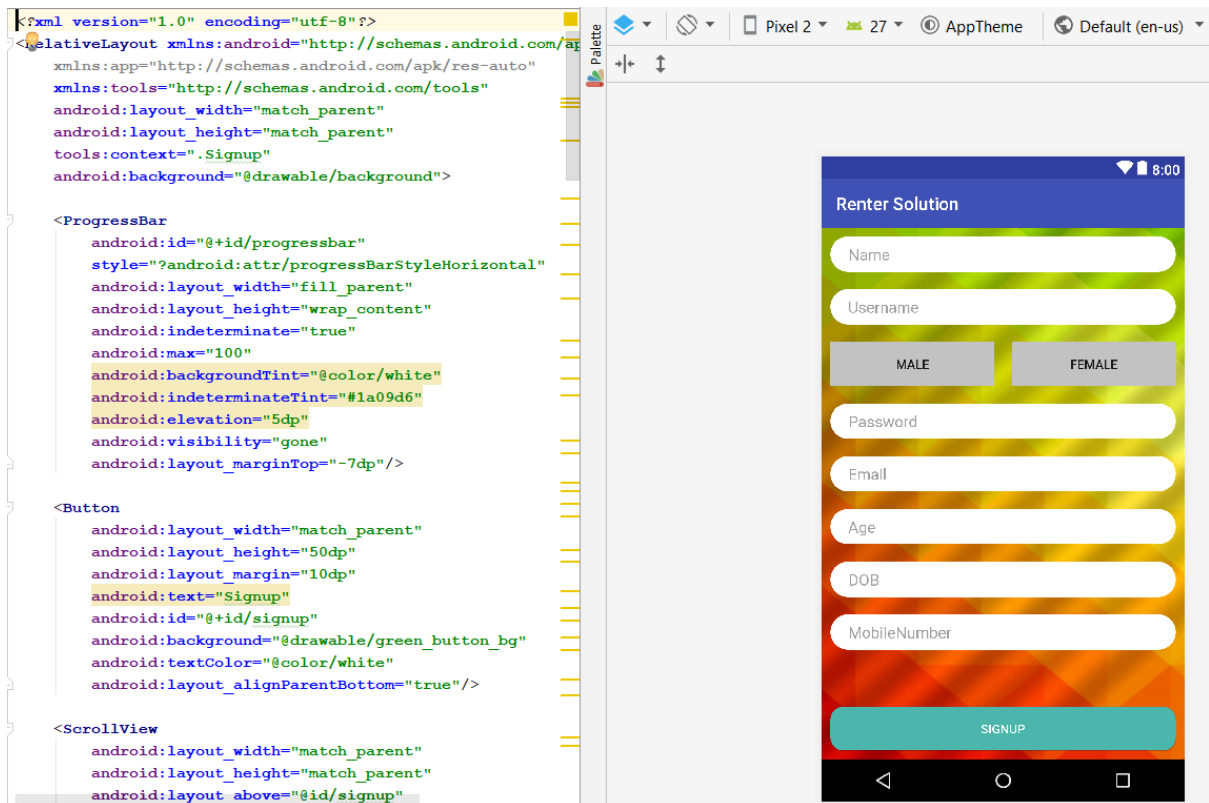 <?xml version="1.0" encoding="utf-8"?>
<RelativeLayout xmlns:android="http://schemas.android.com/ap
xmlns:app="http://schemas.android.com/apk/res-auto"
xmlns:tools="http://schemas.android.com/tools"
android:layout_width="match_parent"
android:layout_height="match_parent"
tools:context=".Signup"
android:background="@drawable/background">
<ProgressBar
android:id="@+id/progressbar"
style="?android:attr/progressBarStyleHorizontal"
android:layout_width="fill_parent"
android:layout_height="wrap_content"
android:indeterminate="true"
android:max="100"
android:backgroundTint="@color/white"
android:indeterminateTint="#1a09d6"
android:elevation="5dp"
android:visibility="gone"
android:layout_marginTop="-7dp"/>
<Button
android:layout_width="match_parent"
android:layout_height="50dp"
android:layout_margin="10dp"
android:text="Signup"
android:id="@+id/signup"
android:background="@drawable/green_button_bg"
android:textColor="@color/white"
android:layout_alignParentBottom="true"/>
<ScrollView
android:layout_width="match_parent"
android:layout_height="match_parent"
android:layout_above="@id/signup"
Palette
Pixel 2 27 AppTheme Default (en-us)
8:00
Renter Solution
Name
Username
MALE FEMALE
Password
Email
Age
DOB
MobileNumber
SIGNUP